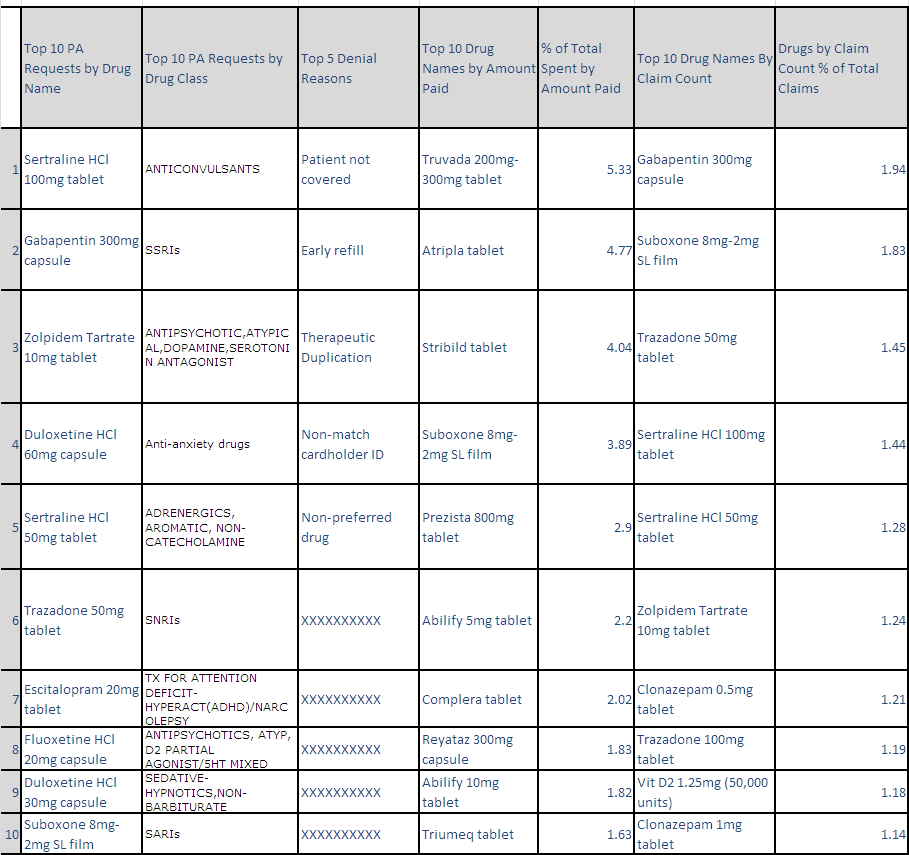 Top 10 PA
Requests by Drug
Name
Top 10 PA Requests by
Drug Class
Top 5 Denial
Reasons
Top 10 Drug
Names by Amount
Paid
% of Total
Spent by
Amount Paid
Top 10 Drug Names By
Claim Count
Drugs by Claim
Count % of Total
Claims
1
Sertraline HCl
100mg tablet
ANTICONVULSANTS
Patient not
covered
Truvada 200mg-
300mg tablet
5.33
Gabapentin 300mg
capsule
1.94
2
Gabapentin 300mg
capsule
SSRIs
Early refill
Atripla tablet
4.77
Suboxone 8mg-2mg
SL film
1.83
3
Zolpidem Tartrate
10mg tablet
ANTIPSYCHOTIC,ATYPIC
AL,DOPAMINE,SEROTONI
N ANTAGONIST
Therapeutic
Duplication
Stribild tablet
4.04
Trazadone 50mg
tablet
1.45
4
Duloxetine HCl
60mg capsule
Anti-anxiety drugs
Non-match
cardholder ID
Suboxone 8mg-
2mg SL film
3.89
Sertraline HCl 100mg
tablet
1.44
5
Sertraline HCl
50mg tablet
ADRENERGICS,
AROMATIC, NON-
CATECHOLAMINE
Non-preferred
drug
Prezista 800mg
tablet
2.9
Sertraline HCl 50mg
tablet
1.28
6
Trazadone 50mg
tablet
SNRIs
XXXXXXXXXX
Abilify 5mg tablet
2.2
Zolpidem Tartrate
10mg tablet
1.24
7
Escitalopram 20mg
tablet
TX FOR ATTENTION
DEFICIT-
HYPERACT(ADHD)/NARC
OLEPSY
XXXXXXXXXX
Complera tablet
2.02
Clonazepam 0.5mg
tablet
1.21
8
Fluoxetine HCl
20mg capsule
ANTIPSYCHOTICS, ATYP,
D2 PARTIAL
AGONIST/5HT MIXED
XXXXXXXXXX
Reyataz 300mg
capsule
1.83
Trazadone 100mg
tablet
1.19
9
Duloxetine HCl
30mg capsule
SEDATIVE-
HYPNOTICS,NON-
BARBITURATE
XXXXXXXXXX
Abilify 10mg
tablet
1.82
Vit D2 1.25mg (50,000
units)
1.18
10
Suboxone 8mg-
2mg SL film
SARIs
XXXXXXXXXX
Triumeq tablet
1.63
Clonazepam 1mg
tablet
1.14